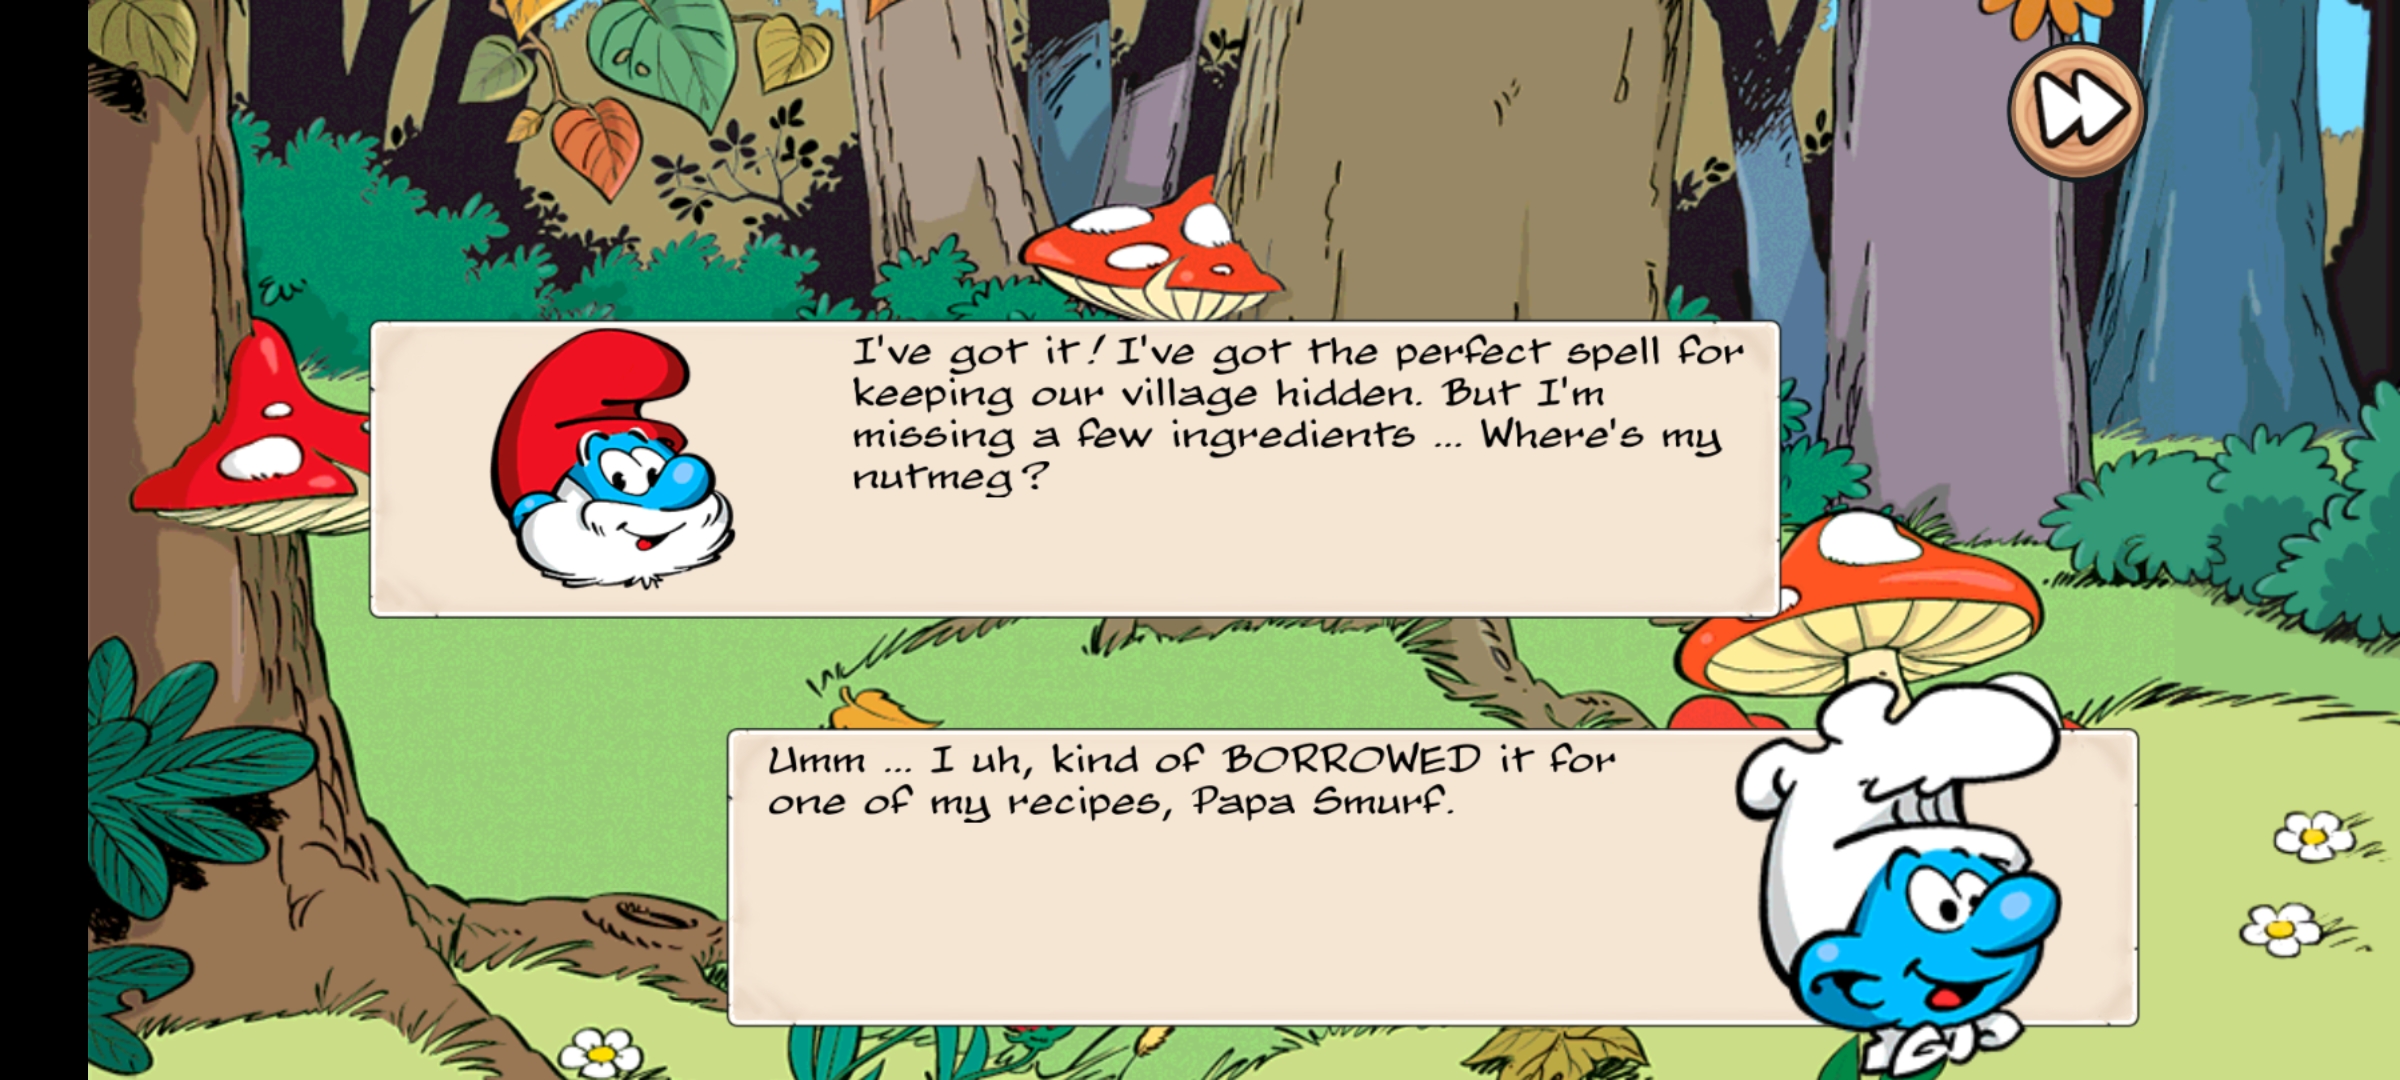 I've got it! I've got the perfect spell for
keeping our village hidden. But I'm
missing a few ingredients ... Where's my
nutmeg?
Umm ... I uh, kind of BORROWED it for
one of my recipes, Papa Smurf.